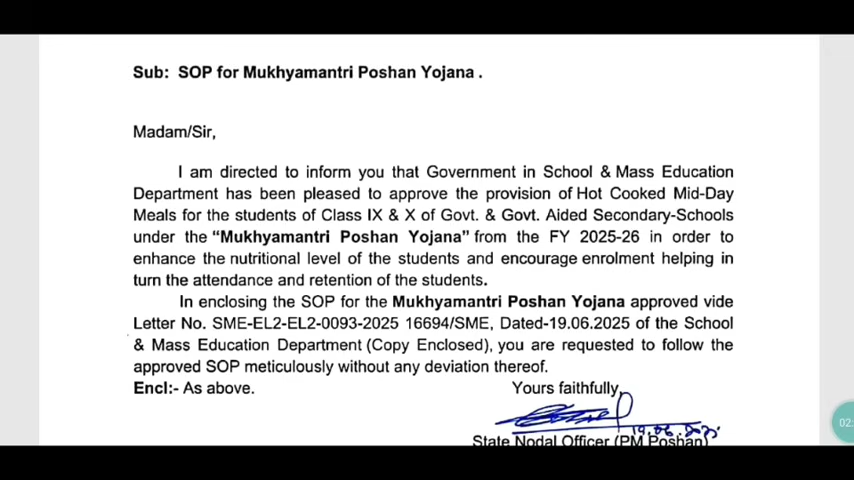 Sub: SOP for Mukhyamantri Poshan Yojana .
Madam/Sir,
I am directed to inform you that Government in School & Mass Education
Department has been pleased to approve the provision of Hot Cooked Mid-Day
Meals for the students of Class IX & X of Govt. & Govt. Aided Secondary-Schools
under the “Mukhyamantri Poshan Yojana” from the FY 2025-26 in order to
enhance the nutritional level of the students and encourage enrolment helping in
turn the attendance and retention of the students.
In enclosing the SOP for the Mukhyamantri Poshan Yojana approved vide
Letter No. SME-EL2-EL2-0093-2025 16694/SME, Dated-19.06.2025 of the School
& Mass Education Department (Copy Enclosed), you are requested to follow the
approved SOP meticulously without any deviation thereof.
Encl:- As above.
Yours faithfully,
19.06.2025
State Nodal Officer (PM Poshan)
02: